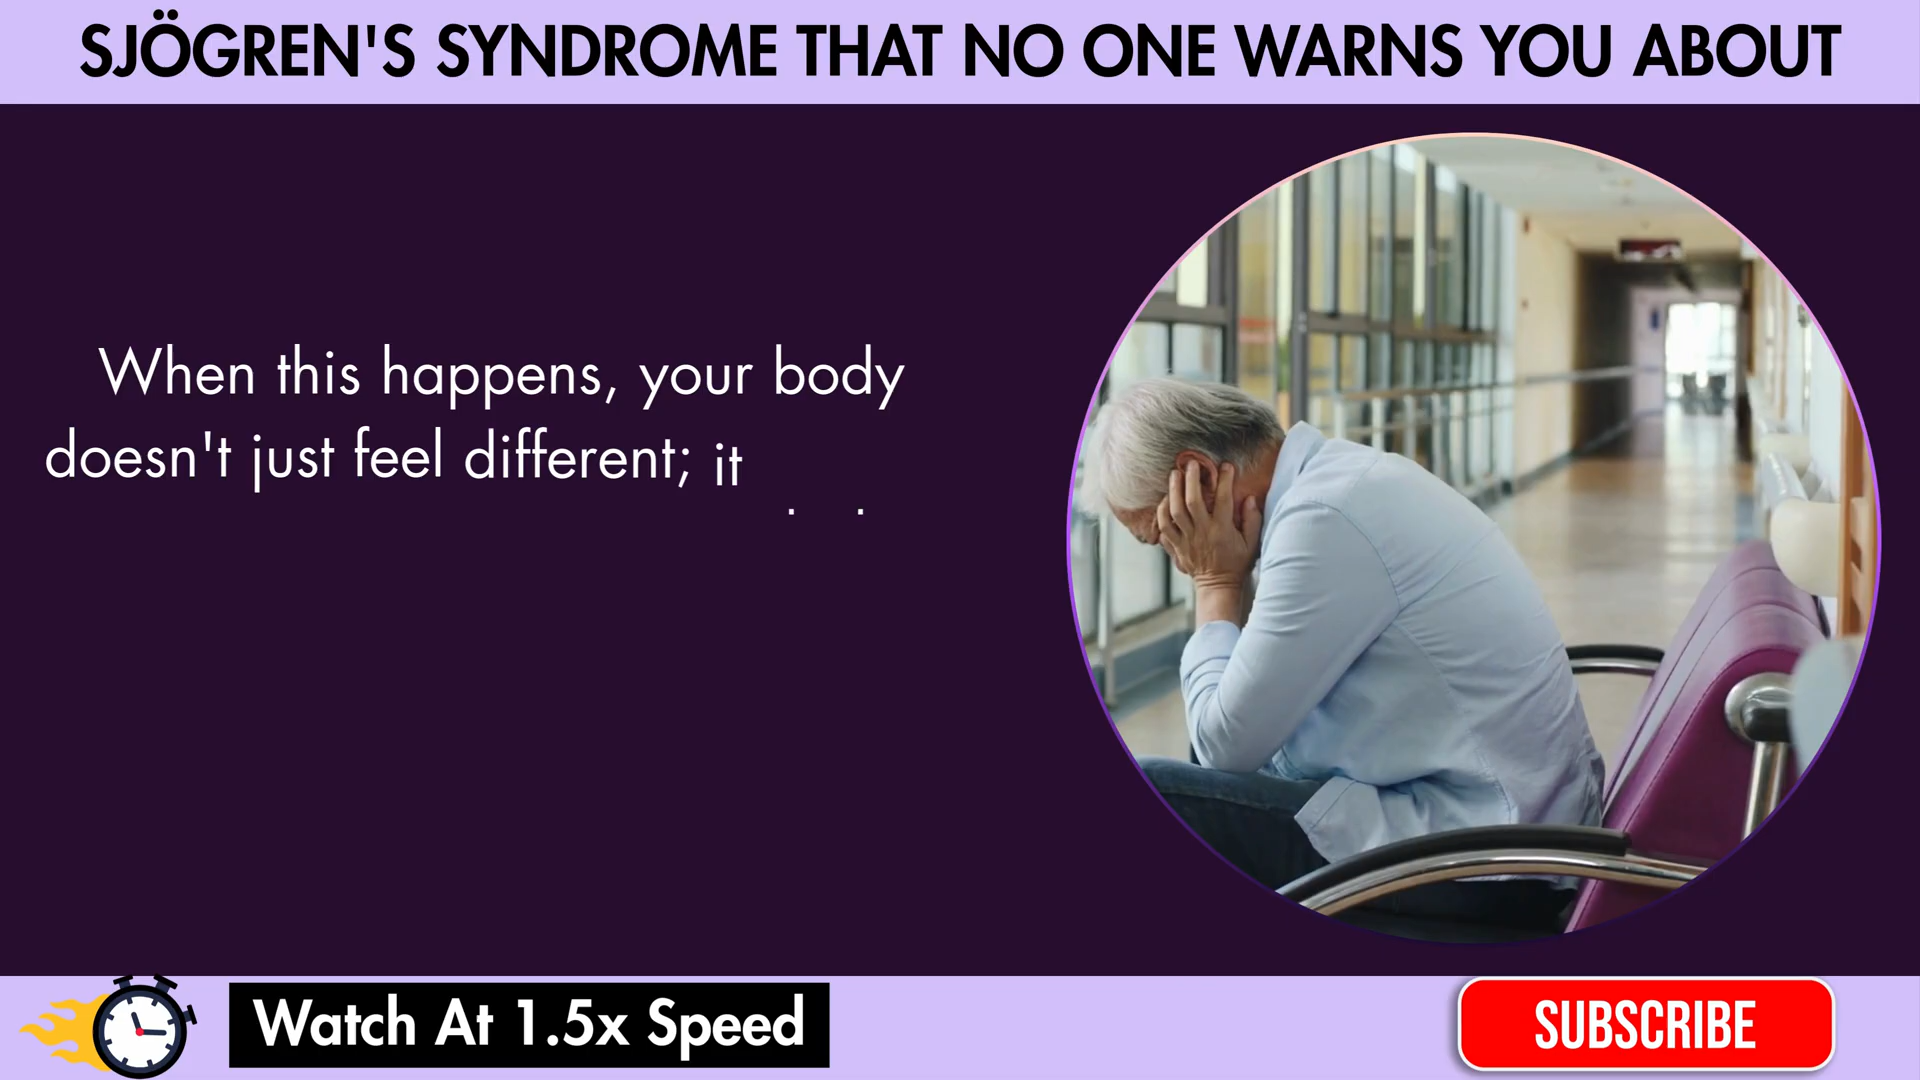 SJÖGREN'S SYNDROME THAT NO ONE WARNS YOU ABOUT
When this happens, your body
doesn't just feel different; it
Watch At 1.5x Speed
SUBSCRIBE